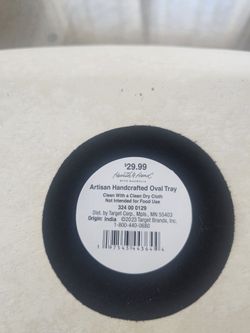 $29.99
Hearth & Hand
WITH MAGNOLIA
Artisan Handcrafted Oval Tray
Clean With a Clean Dry Cloth
Not Intended for Food Use
324 00 0129
Dist. by Target Corp., Mpls., MN 55403
Origin: India ©2023 Target Brands, Inc.
1-800-440-0680